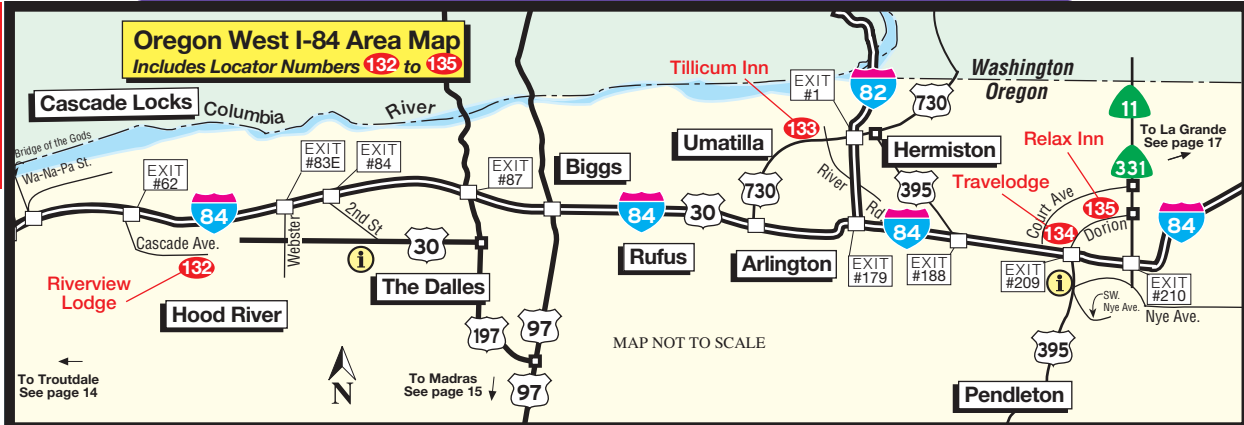 Oregon West I-84 Area Map
Includes Locator Numbers 132 to 135
Cascade Locks
Columbia River
Bridge of the Gods
Wa-Na-Pa St.
EXIT
#62
84
Cascade Ave.
132
Riverview
Lodge
Hood River
EXIT
#83E
EXIT
#84
Webster
2nd St
30
i
The Dalles
EXIT
#87
197
97
97
Biggs
84
30
Rufus
MAP NOT TO SCALE
To Troutdale
See page 14
N
To Madras
See page 15
Tillicum Inn
133
EXIT
#1
82
730
Washington
Oregon
Umatilla
730
River Rd
Hermiston
395
Arlington
EXIT
#179
84
EXIT
#188
Travelodge
134
Relax Inn
135
Court Ave
Dorion
11
331
To La Grande
See page 17
84
EXIT
#209
i
EXIT
#210
SW.
Nye Ave.
Nye Ave.
395
Pendleton